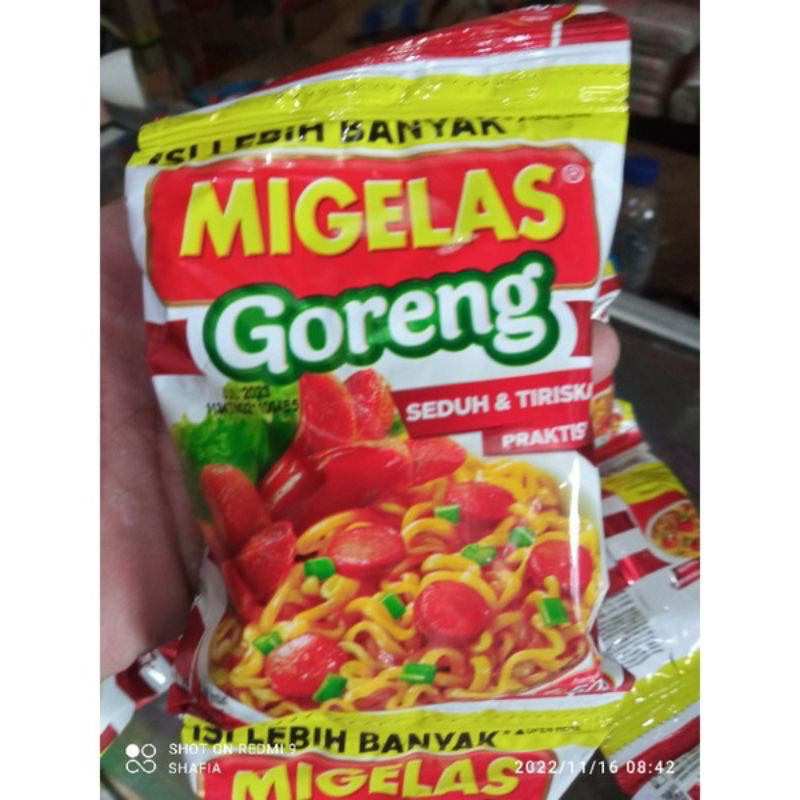 ISI LEBIH BANYAK
MIGELAS®
Goreng
2023
SEDUH & TIRISKA
PRAKTIS
ISI LEBIH BANYAK
MIGELAS
SHOT ON REDMI 9
SHAFIA
2022/11/16 08:42